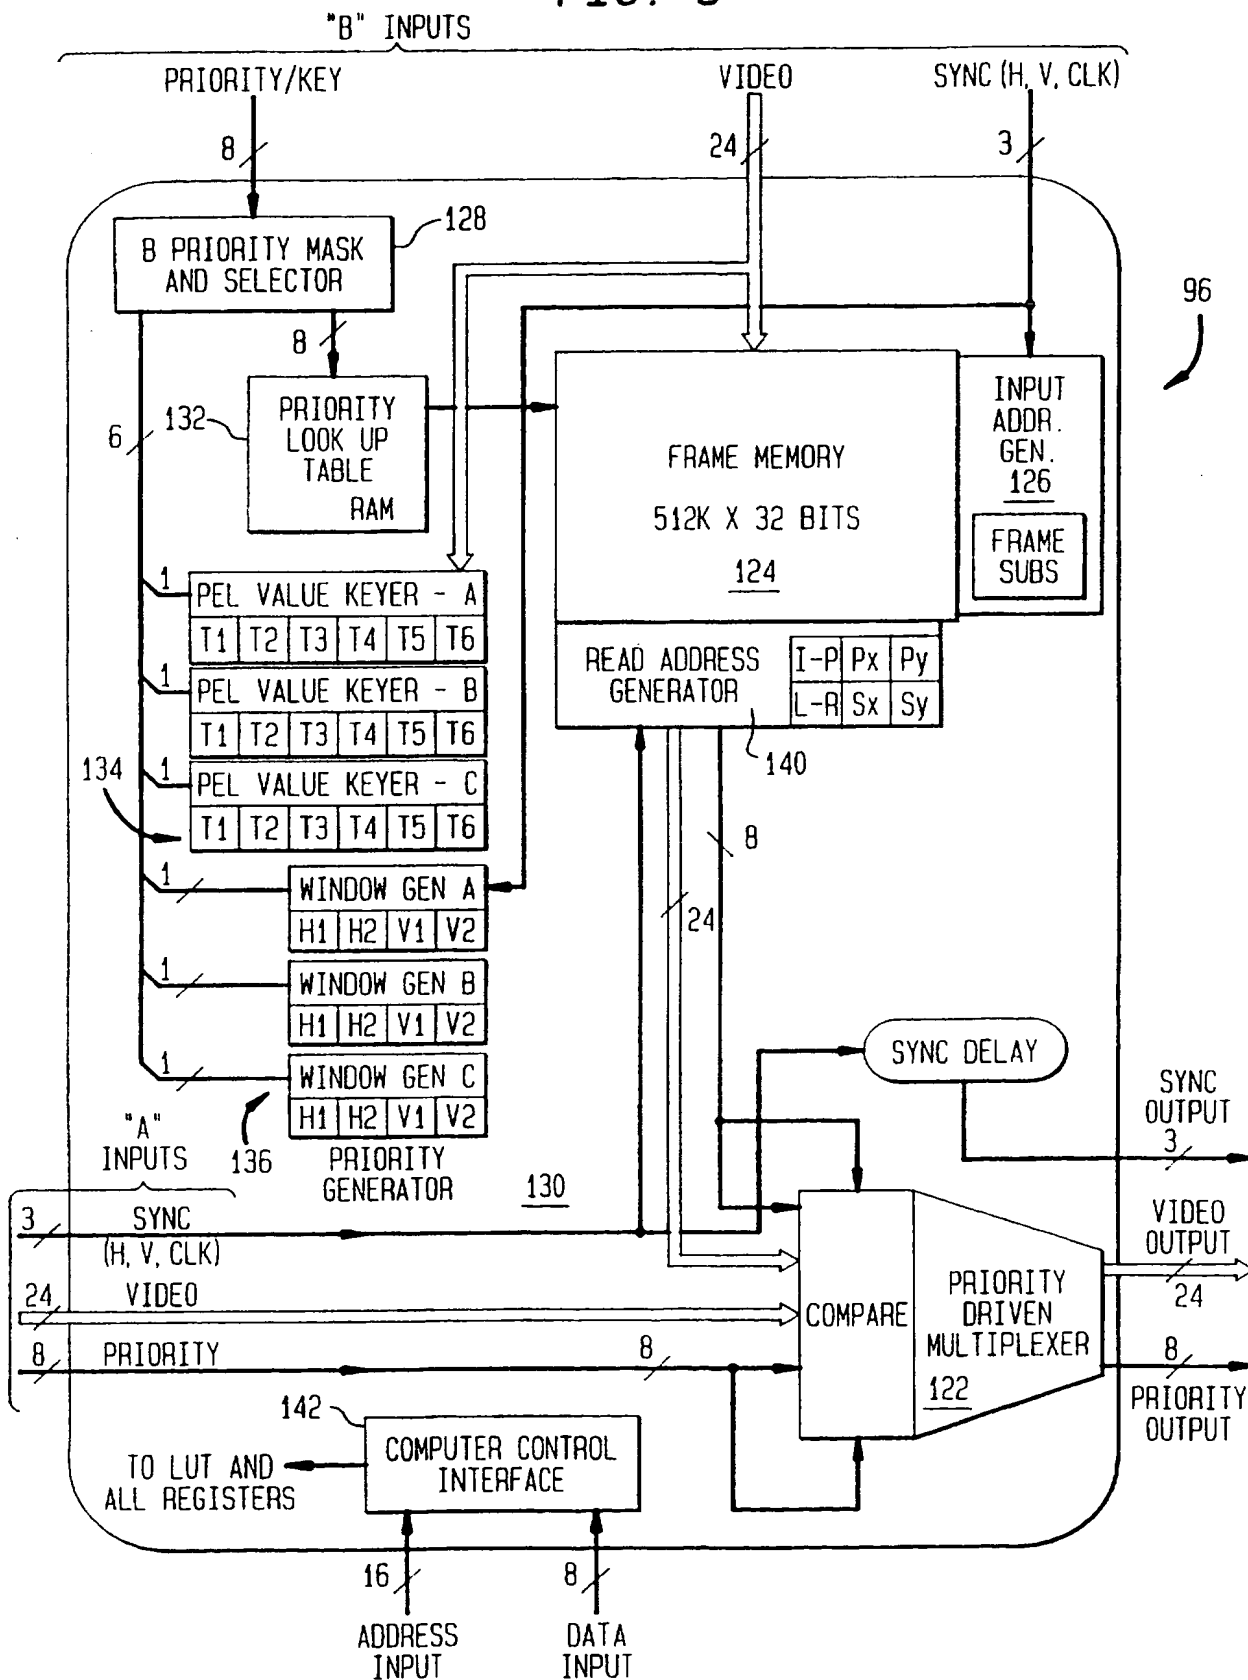 "B" INPUTS
PRIORITY/KEY
VIDEO
SYNC (H, V, CLK)
8
24
3
B PRIORITY MASK
AND SELECTOR
128
96
8
6
132
PRIORITY
LOOK UP
TABLE
RAM
FRAME MEMORY
512K X 32 BITS
124
INPUT
ADDR.
GEN.
126
FRAME
SUBS
1
PEL VALUE KEYER - A
T1 T2 T3 T4 T5 T6
1
PEL VALUE KEYER - B
T1 T2 T3 T4 T5 T6
1
PEL VALUE KEYER - C
T1 T2 T3 T4 T5 T6
134
READ ADDRESS
GENERATOR
I-P Px Py
L-R Sx Sy
140
8
24
1
WINDOW GEN A
H1 H2 V1 V2
1
WINDOW GEN B
H1 H2 V1 V2
1
WINDOW GEN C
H1 H2 V1 V2
136
PRIORITY
GENERATOR
130
SYNC DELAY
SYNC
OUTPUT
3
"A"
INPUTS
3
SYNC
(H, V, CLK)
24
VIDEO
8
PRIORITY
8
COMPARE
PRIORITY
DRIVEN
MULTIPLEXER
122
VIDEO
OUTPUT
24
8
PRIORITY
OUTPUT
142
COMPUTER CONTROL
INTERFACE
TO LUT AND
ALL REGISTERS
16
8
ADDRESS
INPUT
DATA
INPUT